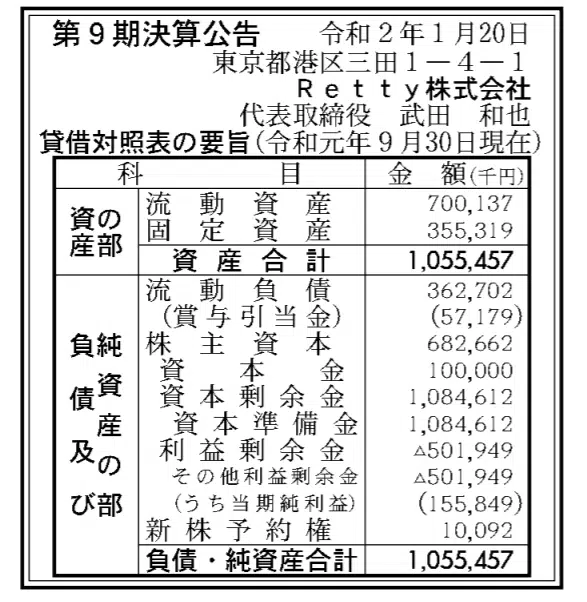 第9期決算公告 令和2年1月20日
東京都港区三田1-4-1
Retty株式会社
代表取締役 武田 和也
貸借対照表の要旨(令和元年9月30日現在)
科 目 金 額(千円)
資産の部
流動資産 700,137
固定資産 355,319
資産合計 1,055,457
負債及び純資産の部
流動負債 362,702
(賞与引当金) (57,179)
株主資本 682,662
資本金 100,000
資本剰余金 1,084,612
資本準備金 1,084,612
利益剰余金 △501,949
その他利益剰余金 △501,949
(うち当期純利益) (155,849)
新株予約権 10,092
負債・純資産合計 1,055,457